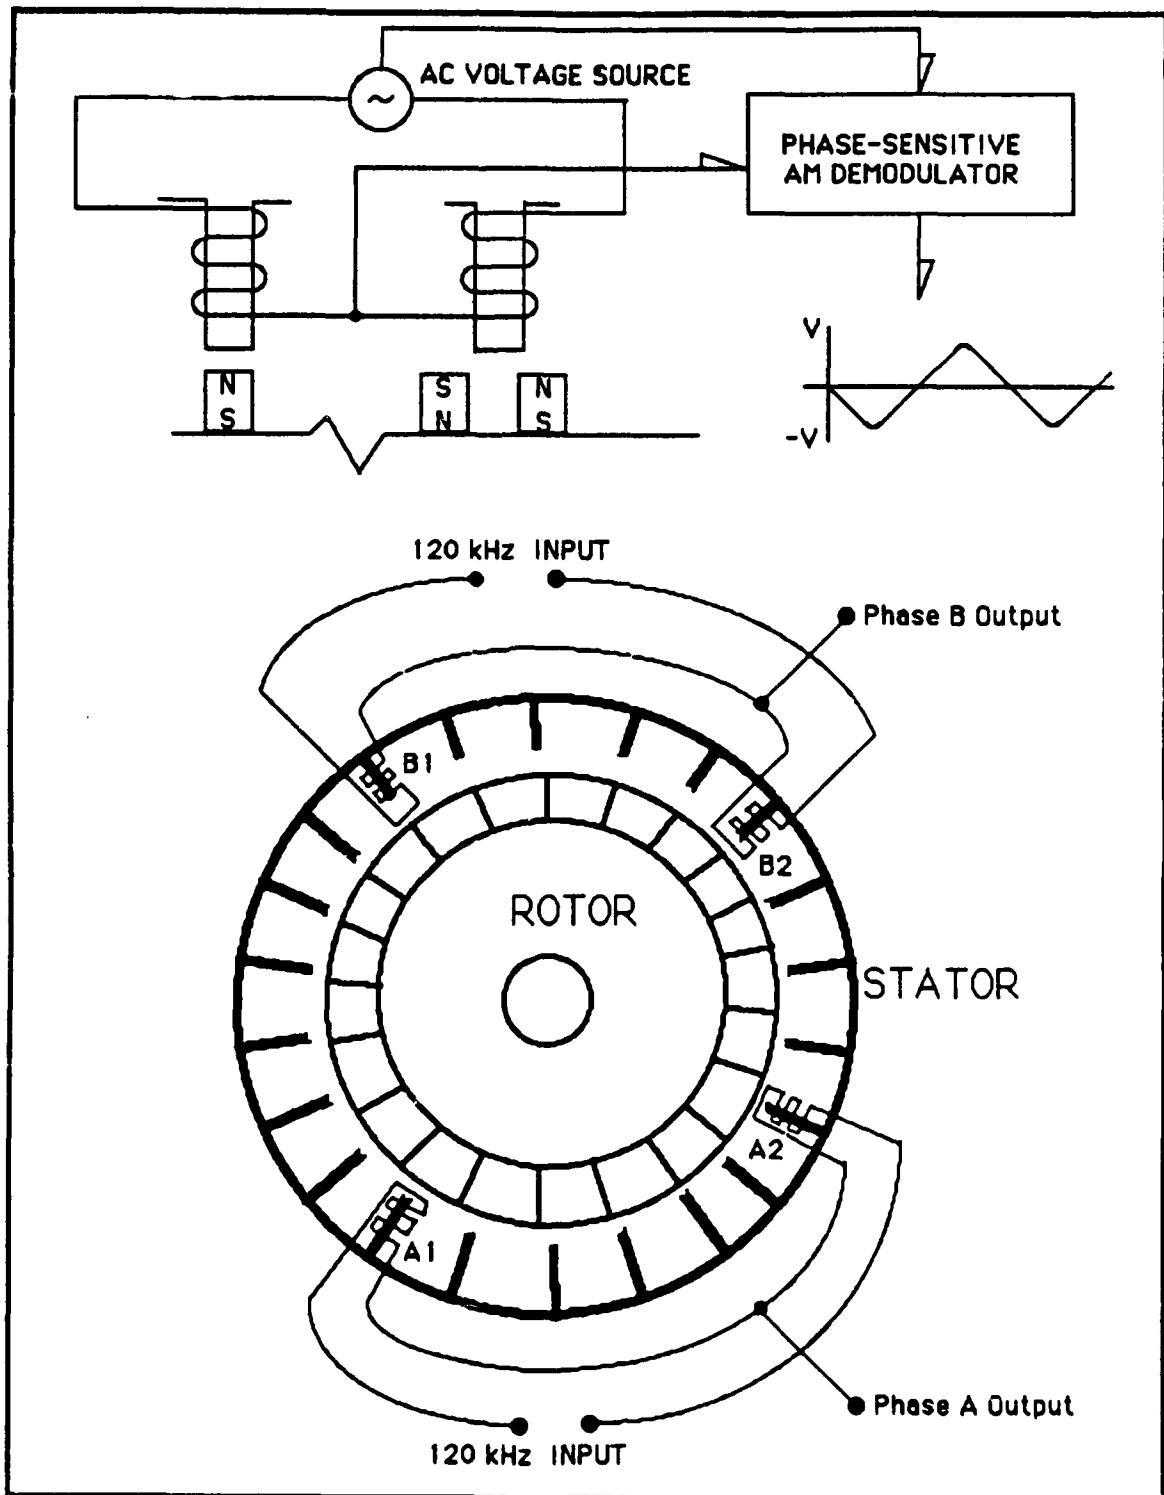 AC VOLTAGE SOURCE
PHASE-SENSITIVE
AM DEMODULATOR
~
N
S
S
N
N
S
V
-V
120 kHz INPUT
Phase B Output
B1
B2
ROTOR
STATOR
A2
A1
Phase A Output
120 kHz INPUT